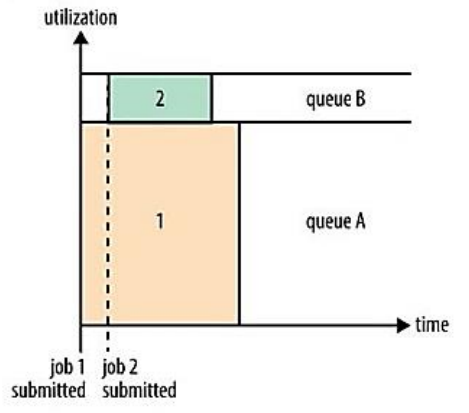 utilization
2
queue B
1
queue A
time
job 1 job 2
submitted submitted